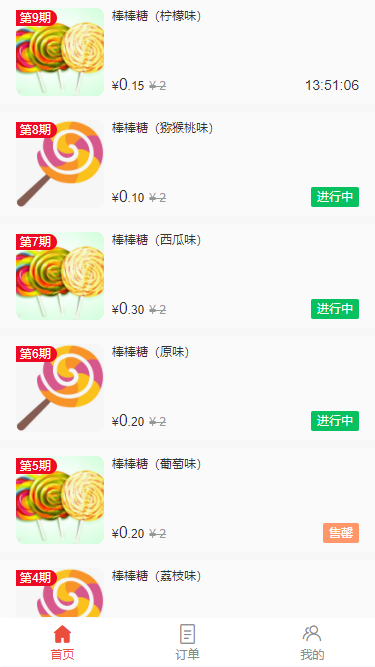 第9期
棒棒糖（柠檬味）
¥0.15 ¥2
13:51:06
第8期
棒棒糖（猕猴桃味）
¥0.10 ¥2
进行中
第7期
棒棒糖（西瓜味）
¥0.30 ¥2
进行中
第6期
棒棒糖（原味）
¥0.20 ¥2
进行中
第5期
棒棒糖（葡萄味）
¥0.20 ¥2
售罄
第4期
棒棒糖（荔枝味）
首页
订单
我的